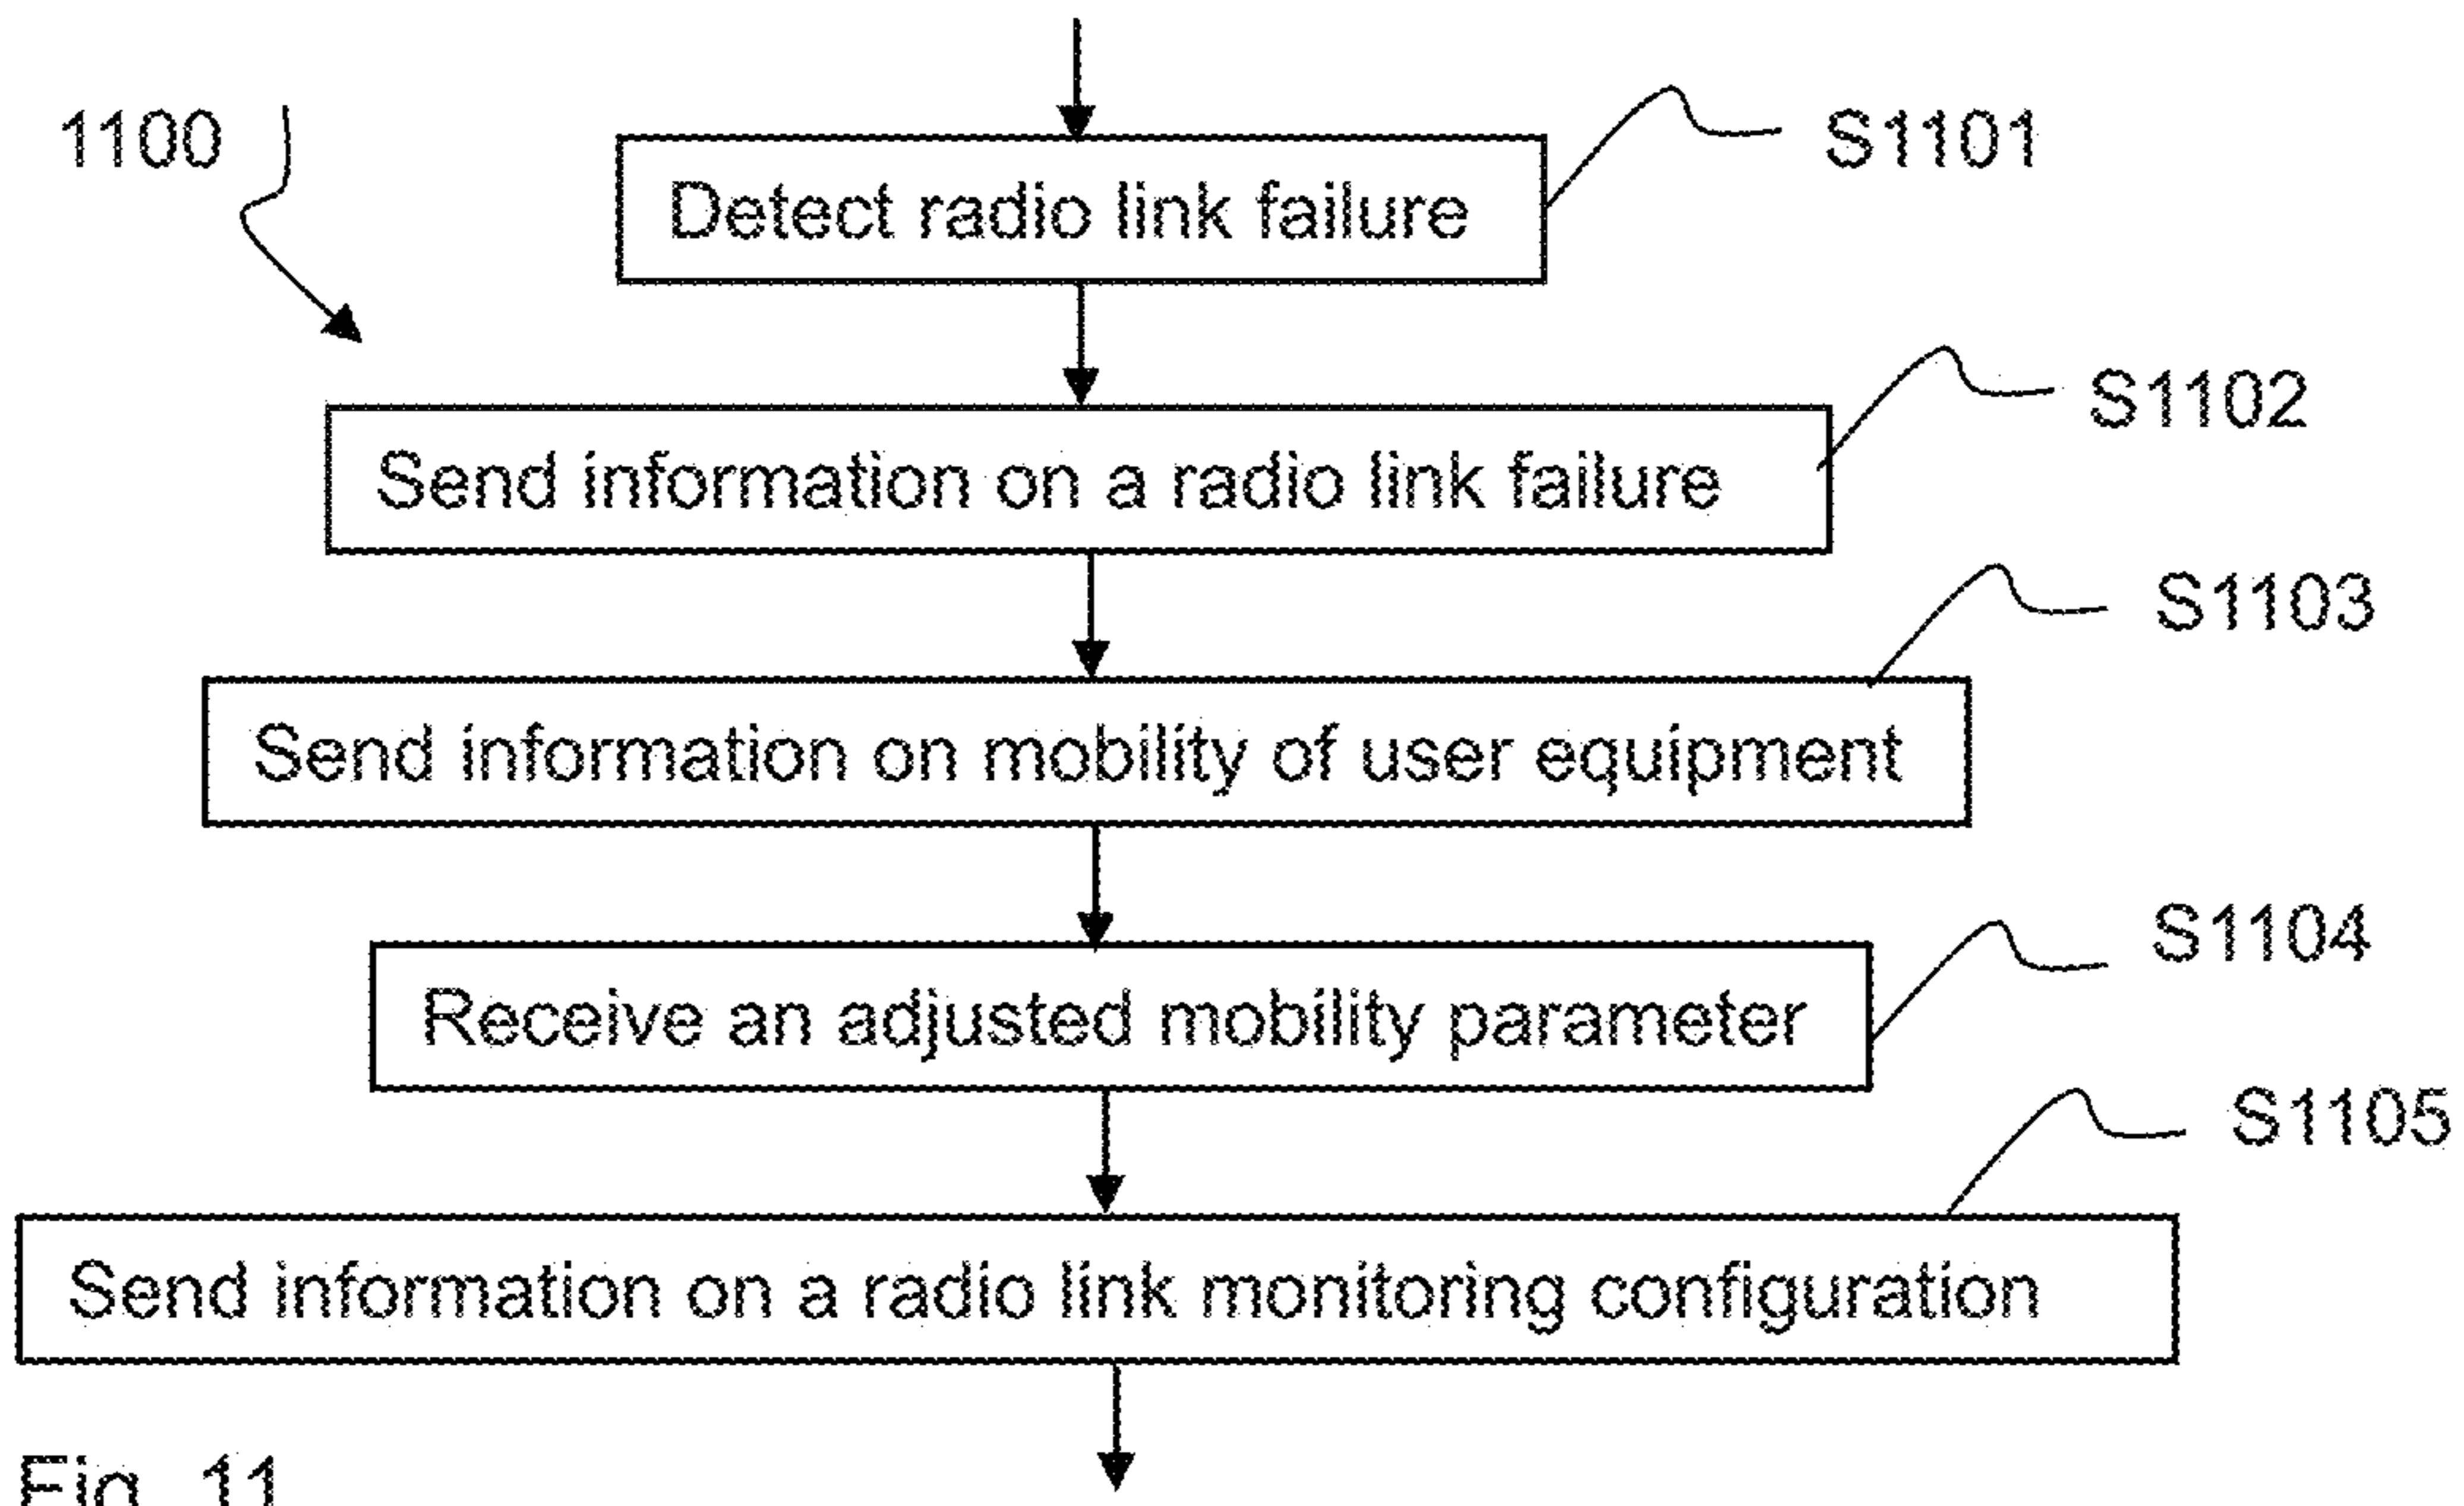 1100
S1101
Detect radio link failure
S1102
Send information on a radio link failure
S1103
Send information on mobility of user equipment
S1104
Receive an adjusted mobility parameter
S1105
Send information on a radio link monitoring configuration
Fig. 11